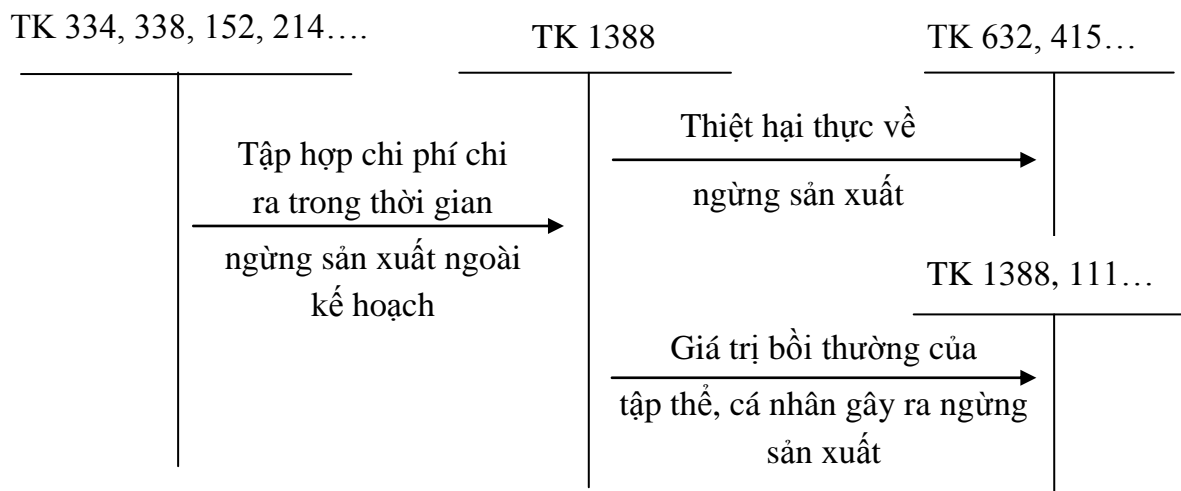 TK 334, 338, 152, 214….
TK 1388
TK 632, 415…
Tập hợp chi phí chi
ra trong thời gian
ngừng sản xuất ngoài
kế hoạch
Thiệt hại thực về
ngừng sản xuất
TK 1388, 111…
Giá trị bồi thường của
tập thể, cá nhân gây ra ngừng
sản xuất